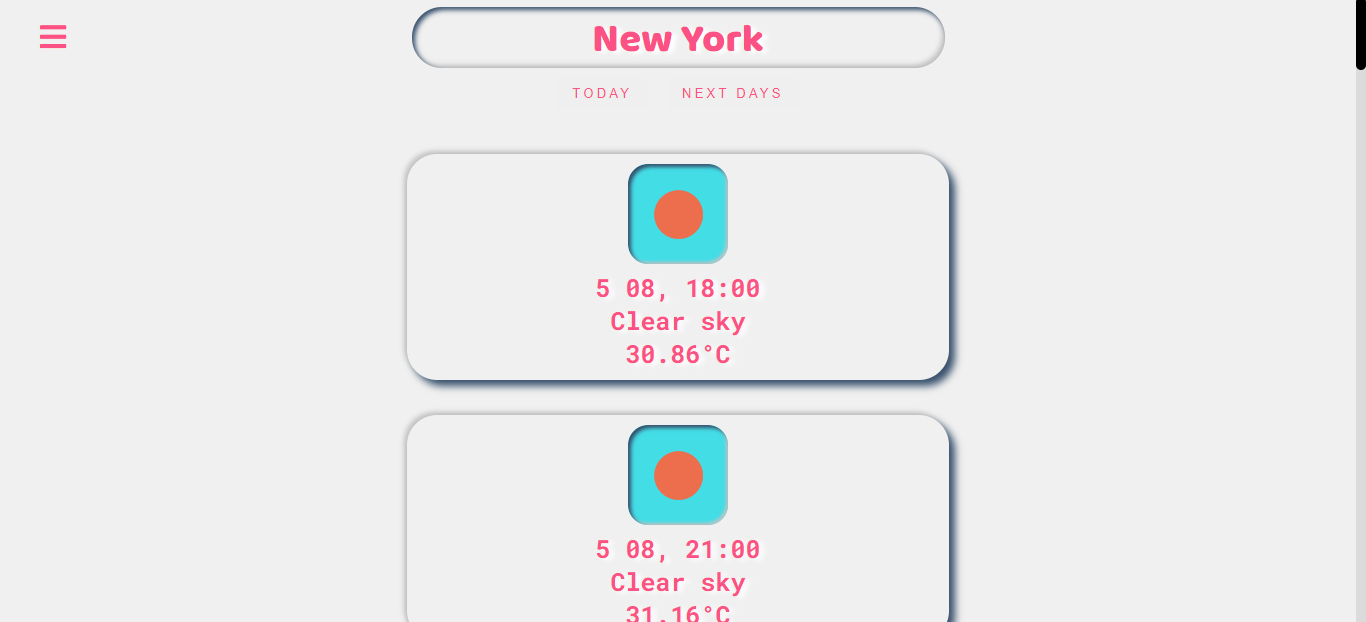 New York
TODAY
NEXT DAYS
5 08, 18:00
Clear sky
30.86°C
5 08, 21:00
Clear sky
31.16°C